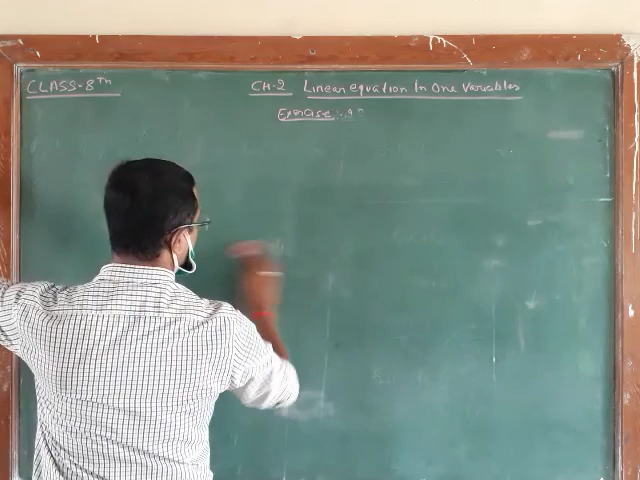 CLASS-8TH CH-2 Linear equation In One Variables
Exercise:-